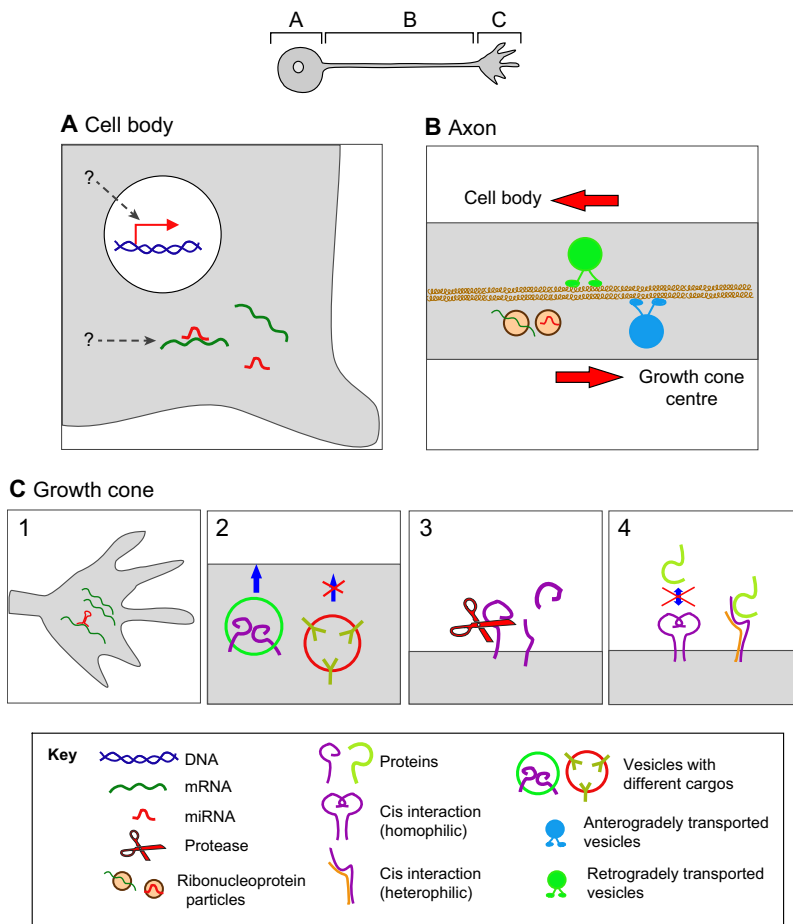 A B C
A Cell body
?
?
B Axon
Cell body
Growth cone
centre
C Growth cone
1 2 3 4
Key
DNA
mRNA
miRNA
Protease
Ribonucleoprotein
particles
Proteins
Cis interaction
(homophilic)
Cis interaction
(heterophilic)
Vesicles with
different cargos
Anterogradely transported
vesicles
Retrogradely transported
vesicles